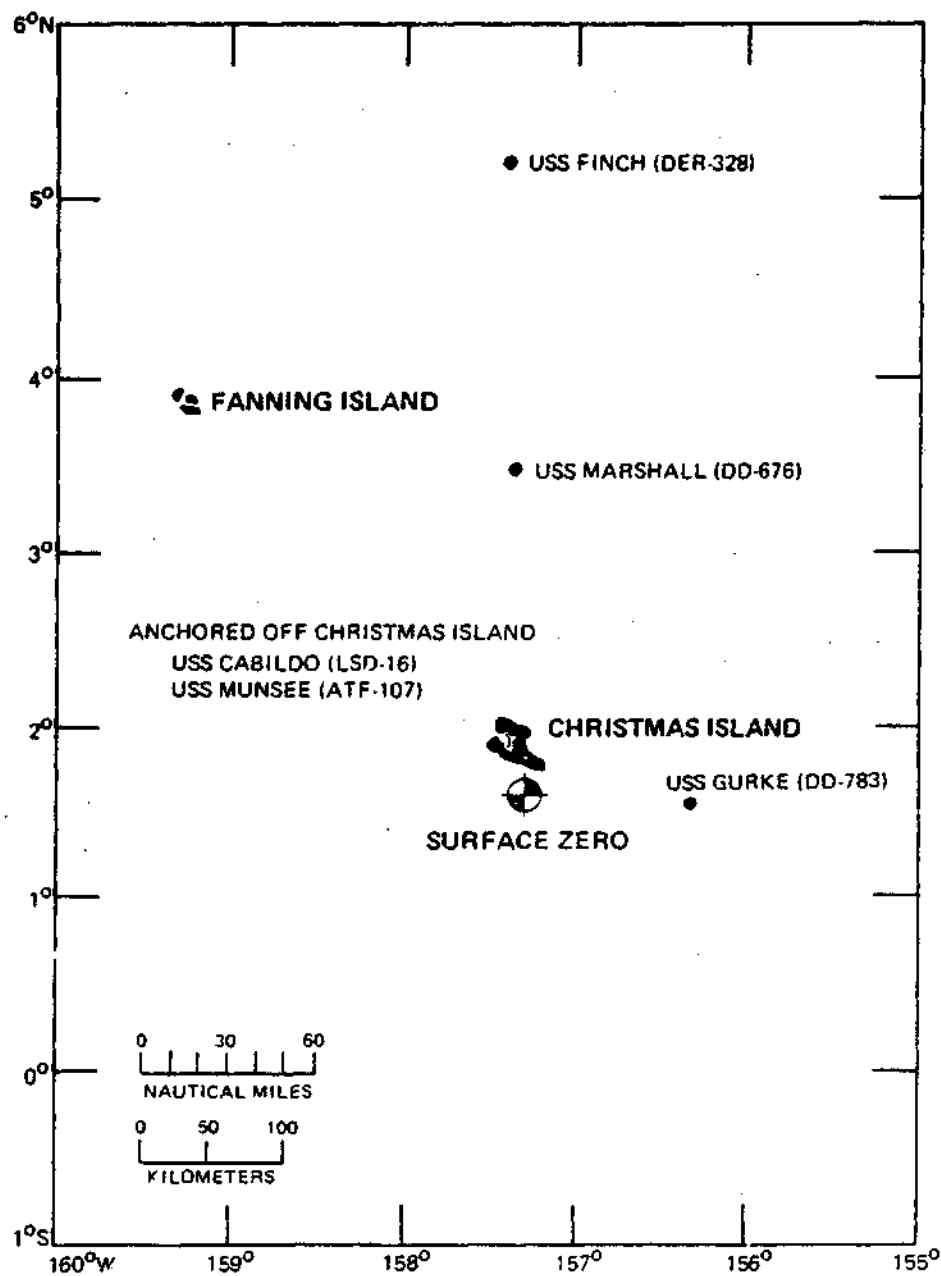 6°N
USS FINCH (DER-328)
5°
4°
FANNING ISLAND
USS MARSHALL (DD-676)
3°
ANCHORED OFF CHRISTMAS ISLAND
USS CABILDO (LSD-16)
USS MUNSEE (ATF-107)
2°
CHRISTMAS ISLAND
USS GURKE (DD-783)
SURFACE ZERO
1°
0 30 60
0°
NAUTICAL MILES
0 50 100
KILOMETERS
1°S
160°W 159° 158° 157° 156° 155°